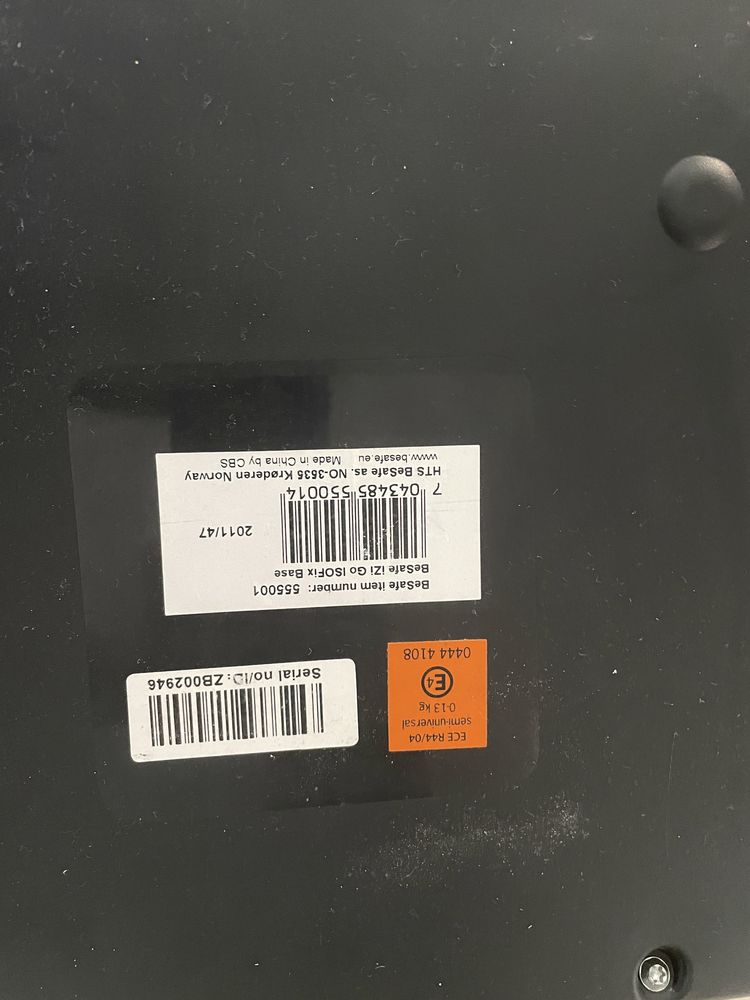 ECE R44/04
semi-universal
0-13 kg
E4
0444 4108
Serial no/ID: ZB002946
BeSafe item number: 555001
BeSafe iZi Go ISOFix Base
2011/47
7 043485 550014
HTS BeSafe as. NO-3535 Krøderen Norway
www.besafe.eu Made in China by CBS